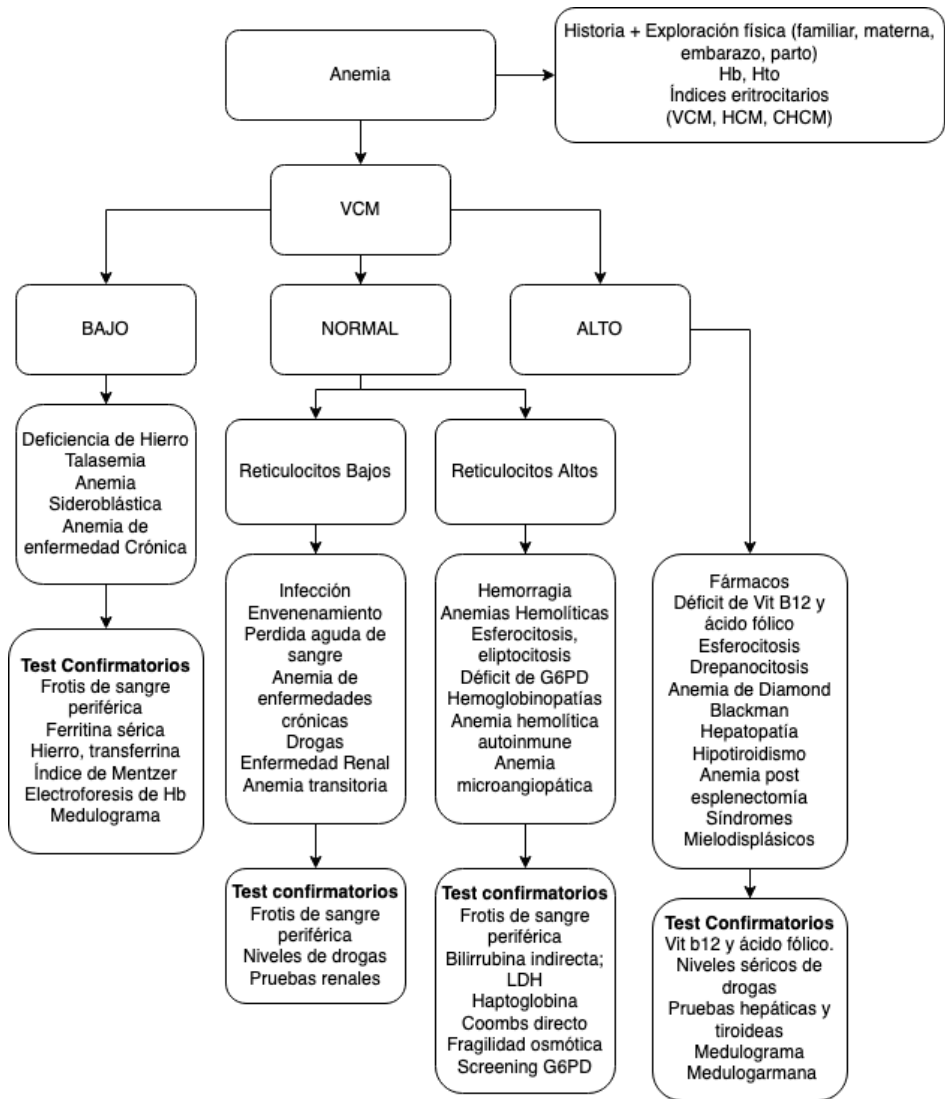 Anemia
Historia + Exploración física (familiar, materna,
embarazo, parto)
Hb, Hto
Índices eritrocitarios
(VCM, HCM, CHCM)
VCM
BAJO
NORMAL
ALTO
Deficiencia de Hierro
Talasemia
Anemia
Sideroblástica
Anemia de
enfermedad Crónica
Reticulocitos Bajos
Reticulocitos Altos
Test Confirmatorios
Frotis de sangre
periférica
Ferritina sérica
Hierro, transferrina
Índice de Mentzer
Electroforesis de Hb
Medulograma
Infección
Envenenamiento
Perdida aguda de
sangre
Anemia de
enfermedades
crónicas
Drogas
Enfermedad Renal
Anemia transitoria
Hemorragia
Anemias Hemolíticas
Esferocitosis,
eliptocitosis
Déficit de G6PD
Hemoglobinopatías
Anemia hemolítica
autoinmune
Anemia
microangiopática
Fármacos
Déficit de Vit B12 y
ácido fólico
Esferocitosis
Drepanocitosis
Anemia de Diamond
Blackman
Hepatopatía
Hipotiroidismo
Anemia post
esplenectomía
Síndromes
Mielodisplásicos
Test confirmatorios
Frotis de sangre
periférica
Niveles de drogas
Pruebas renales
Test confirmatorios
Frotis de sangre
periférica
Bilirrubina indirecta;
LDH
Haptoglobina
Coombs directo
Fragilidad osmótica
Screening G6PD
Test Confirmatorios
Vit b12 y ácido fólico.
Niveles séricos de
drogas
Pruebas hepáticas y
tiroideas
Medulograma
Medulogarmana